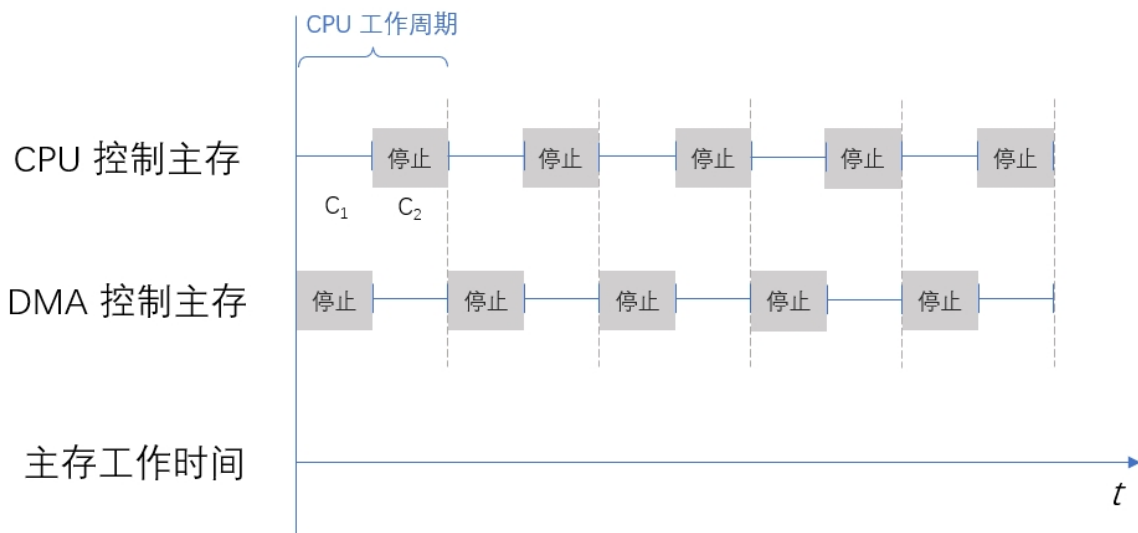 CPU 工作周期
CPU 控制主存
停止 停止 停止 停止 停止
C₁ C₂
DMA 控制主存
停止 停止 停止 停止 停止
主存工作时间
t